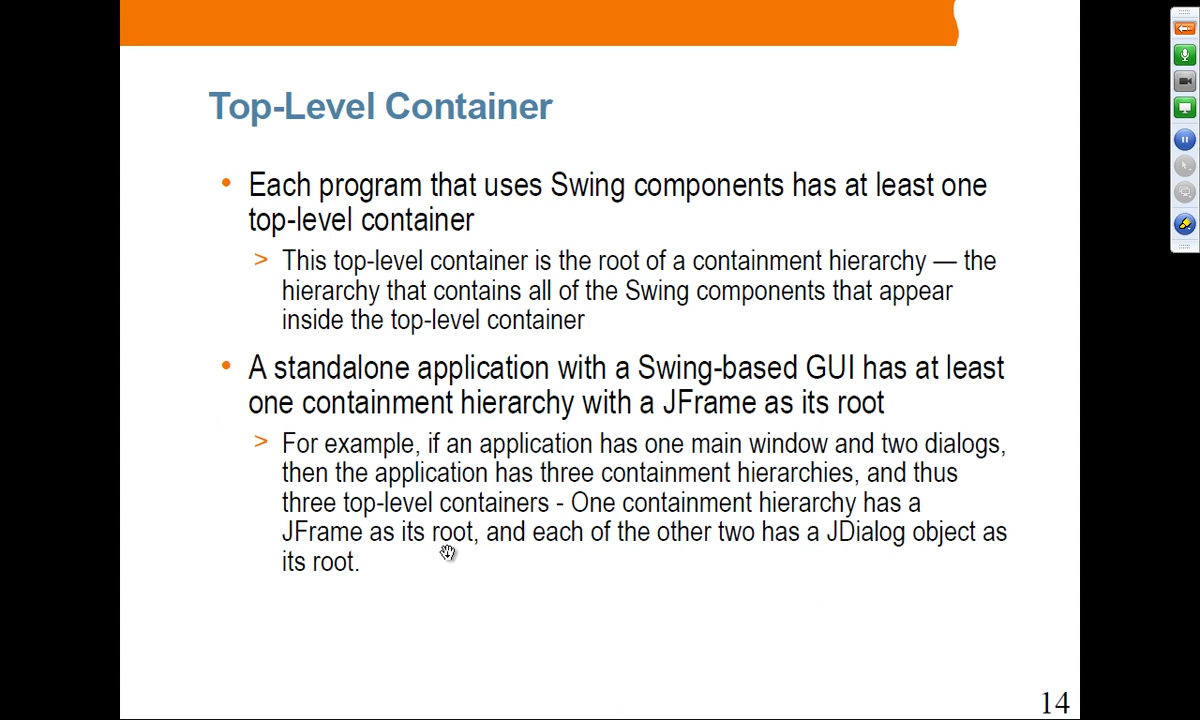 Top-Level Container
• Each program that uses Swing components has at least one
top-level container
> This top-level container is the root of a containment hierarchy — the
hierarchy that contains all of the Swing components that appear
inside the top-level container
• A standalone application with a Swing-based GUI has at least
one containment hierarchy with a JFrame as its root
> For example, if an application has one main window and two dialogs,
then the application has three containment hierarchies, and thus
three top-level containers - One containment hierarchy has a
JFrame as its root, and each of the other two has a JDialog object as
its root.
14